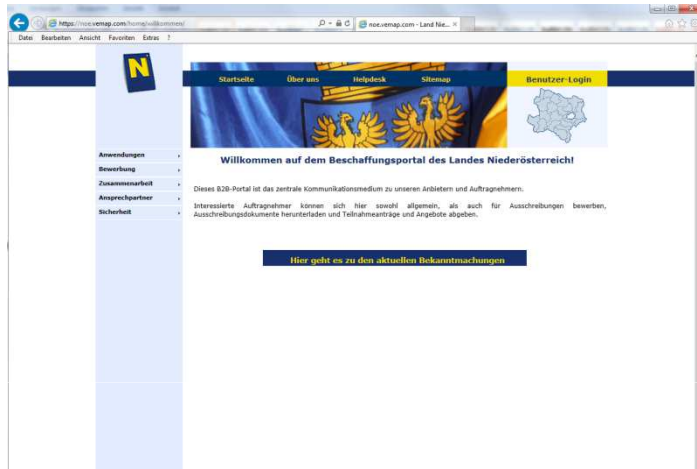 https://noe.vemap.com/home/willkommen/
noe.vemap.com - Land Nie...
Datei Bearbeiten Ansicht Favoriten Extras ?
N
Startseite Über uns Helpdesk Sitemap Benutzer-Login
Anwendungen
Bewerbung
Zusammenarbeit
Ansprechpartner
Sicherheit
Willkommen auf dem Beschaffungsportal des Landes Niederösterreich!
Dieses B2B-Portal ist das zentrale Kommunikationsmedium zu unseren Anbietern und Auftragnehmern.
Interessierte Auftragnehmer können sich hier sowohl allgemein, als auch für Ausschreibungen bewerben,
Ausschreibungsdokumente herunterladen und Teilnahmeanträge und Angebote abgeben.
Hier geht es zu den aktuellen Bekanntmachungen